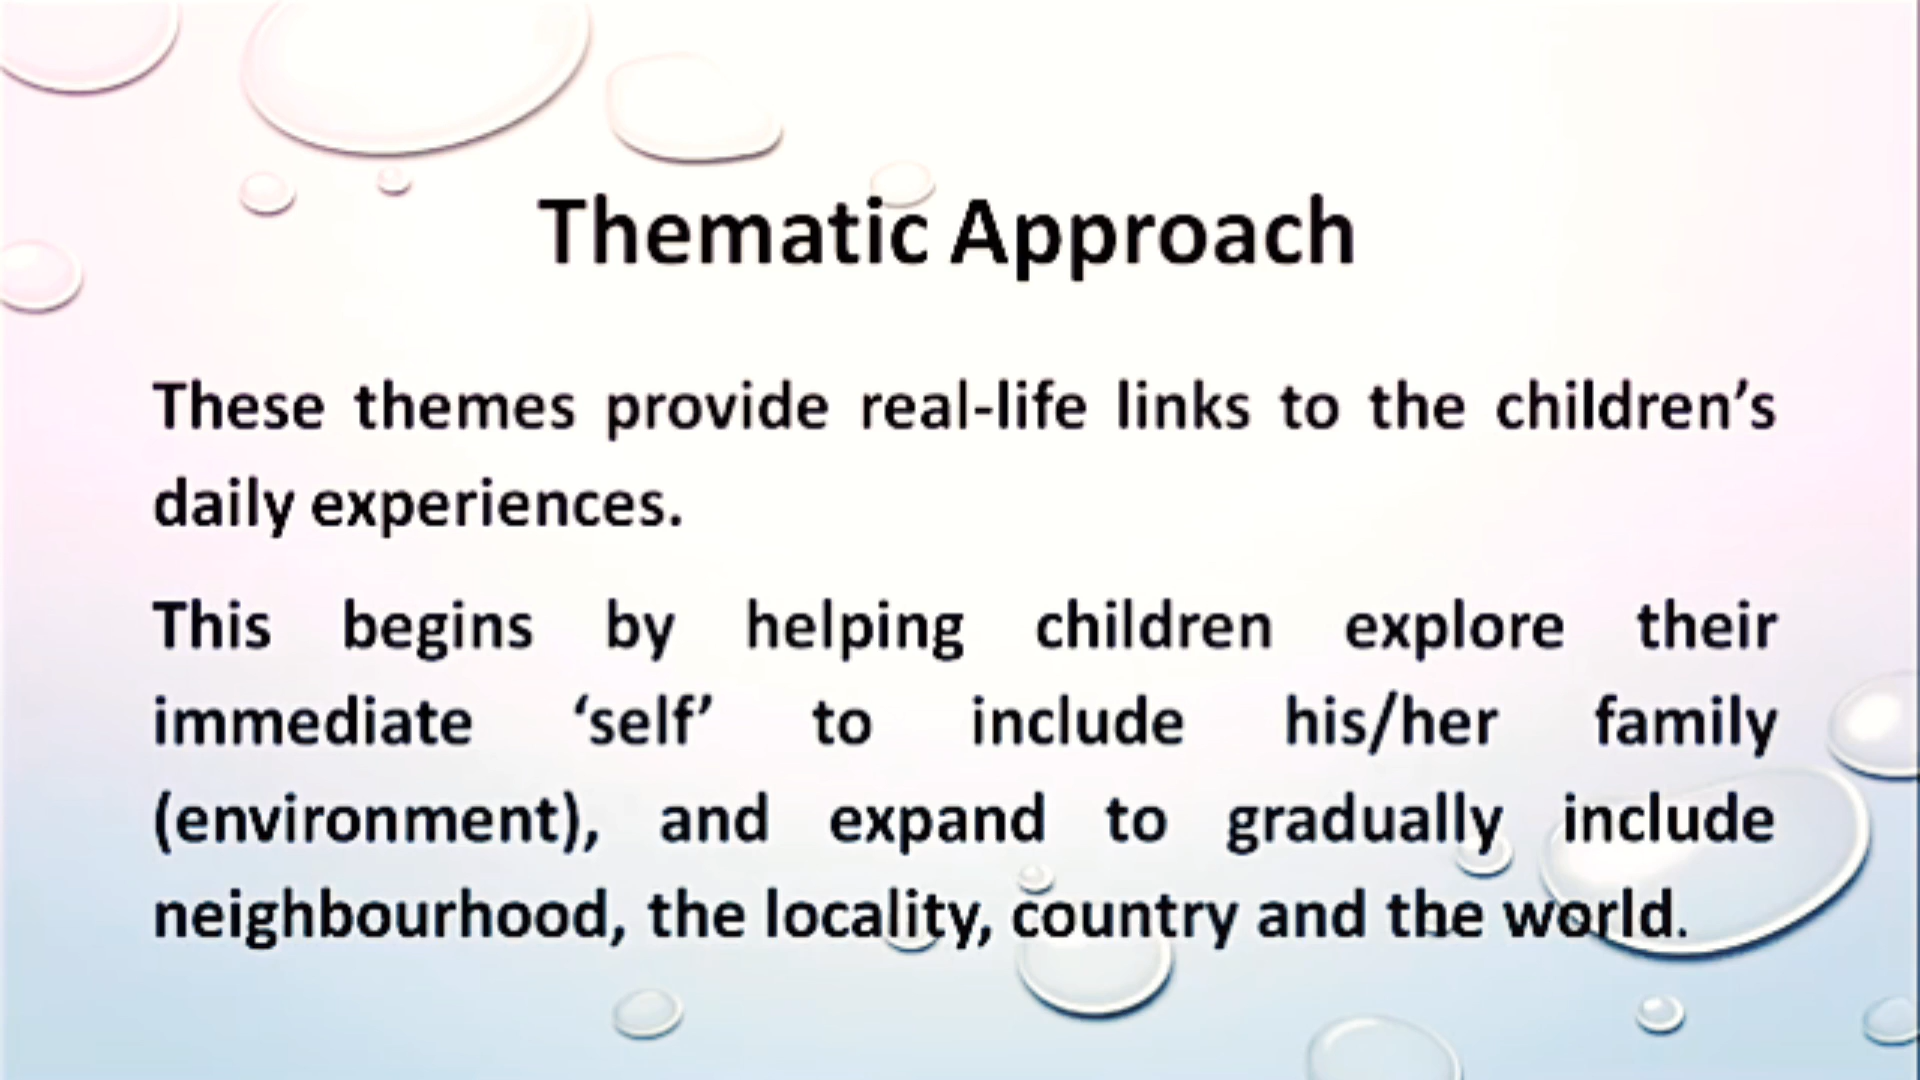 Thematic Approach
These themes provide real-life links to the children’s
daily experiences.
This begins by helping children explore their
immediate ‘self’ to include his/her family
(environment), and expand to gradually include
neighbourhood, the locality, country and the world.